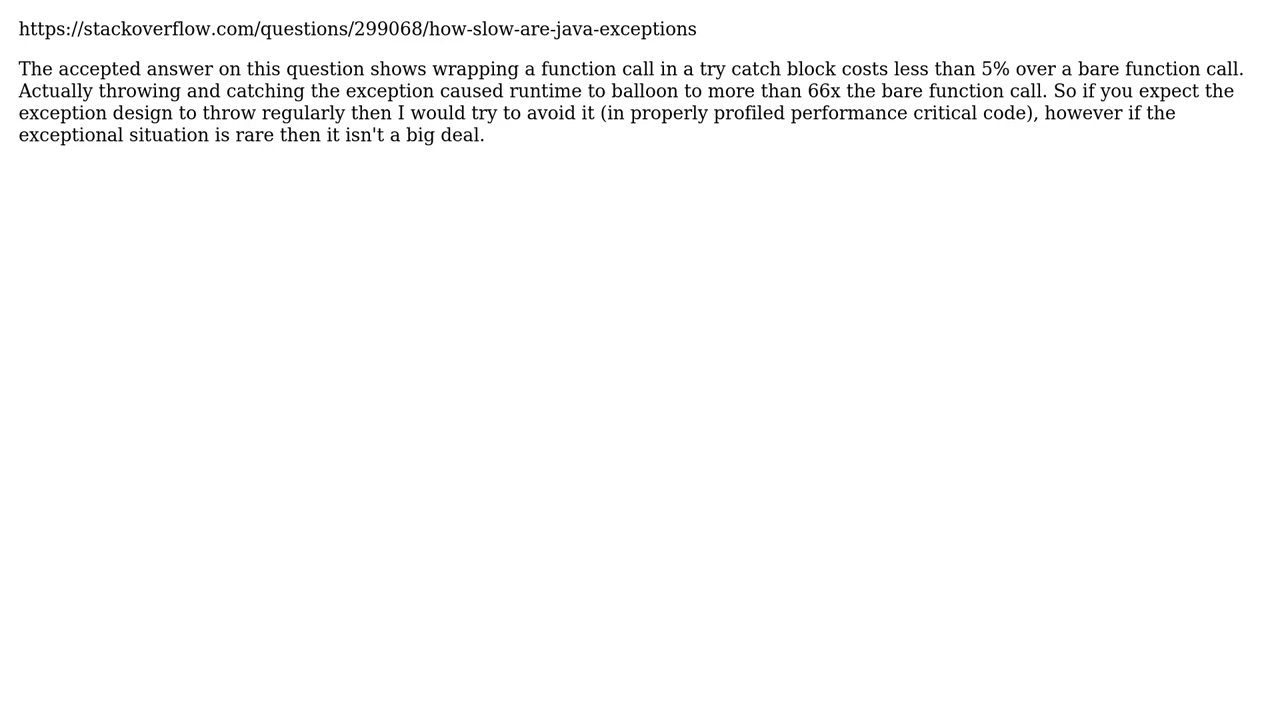 https://stackoverflow.com/questions/299068/how-slow-are-java-exceptions
The accepted answer on this question shows wrapping a function call in a try catch block costs less than 5% over a bare function call.
Actually throwing and catching the exception caused runtime to balloon to more than 66x the bare function call. So if you expect the
exception design to throw regularly then I would try to avoid it (in properly profiled performance critical code), however if the
exceptional situation is rare then it isn't a big deal.